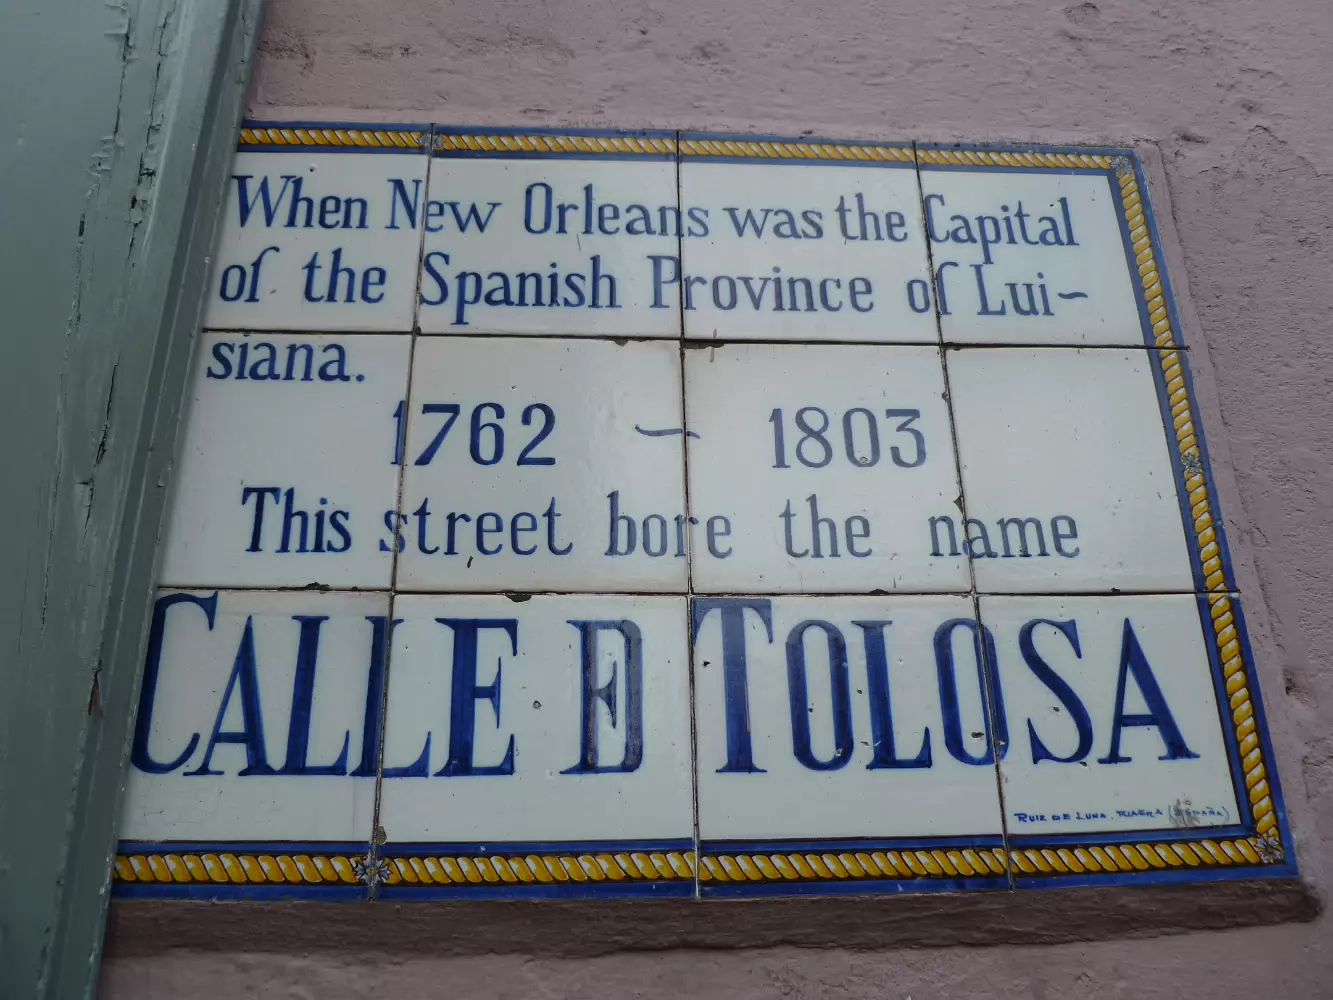 When New Orleans was the Capital
of the Spanish Province of Lui~
siana.
1762 ~ 1803
This street bore the name
CALLE DE TOLOSA
RUIZ DE LUNA.